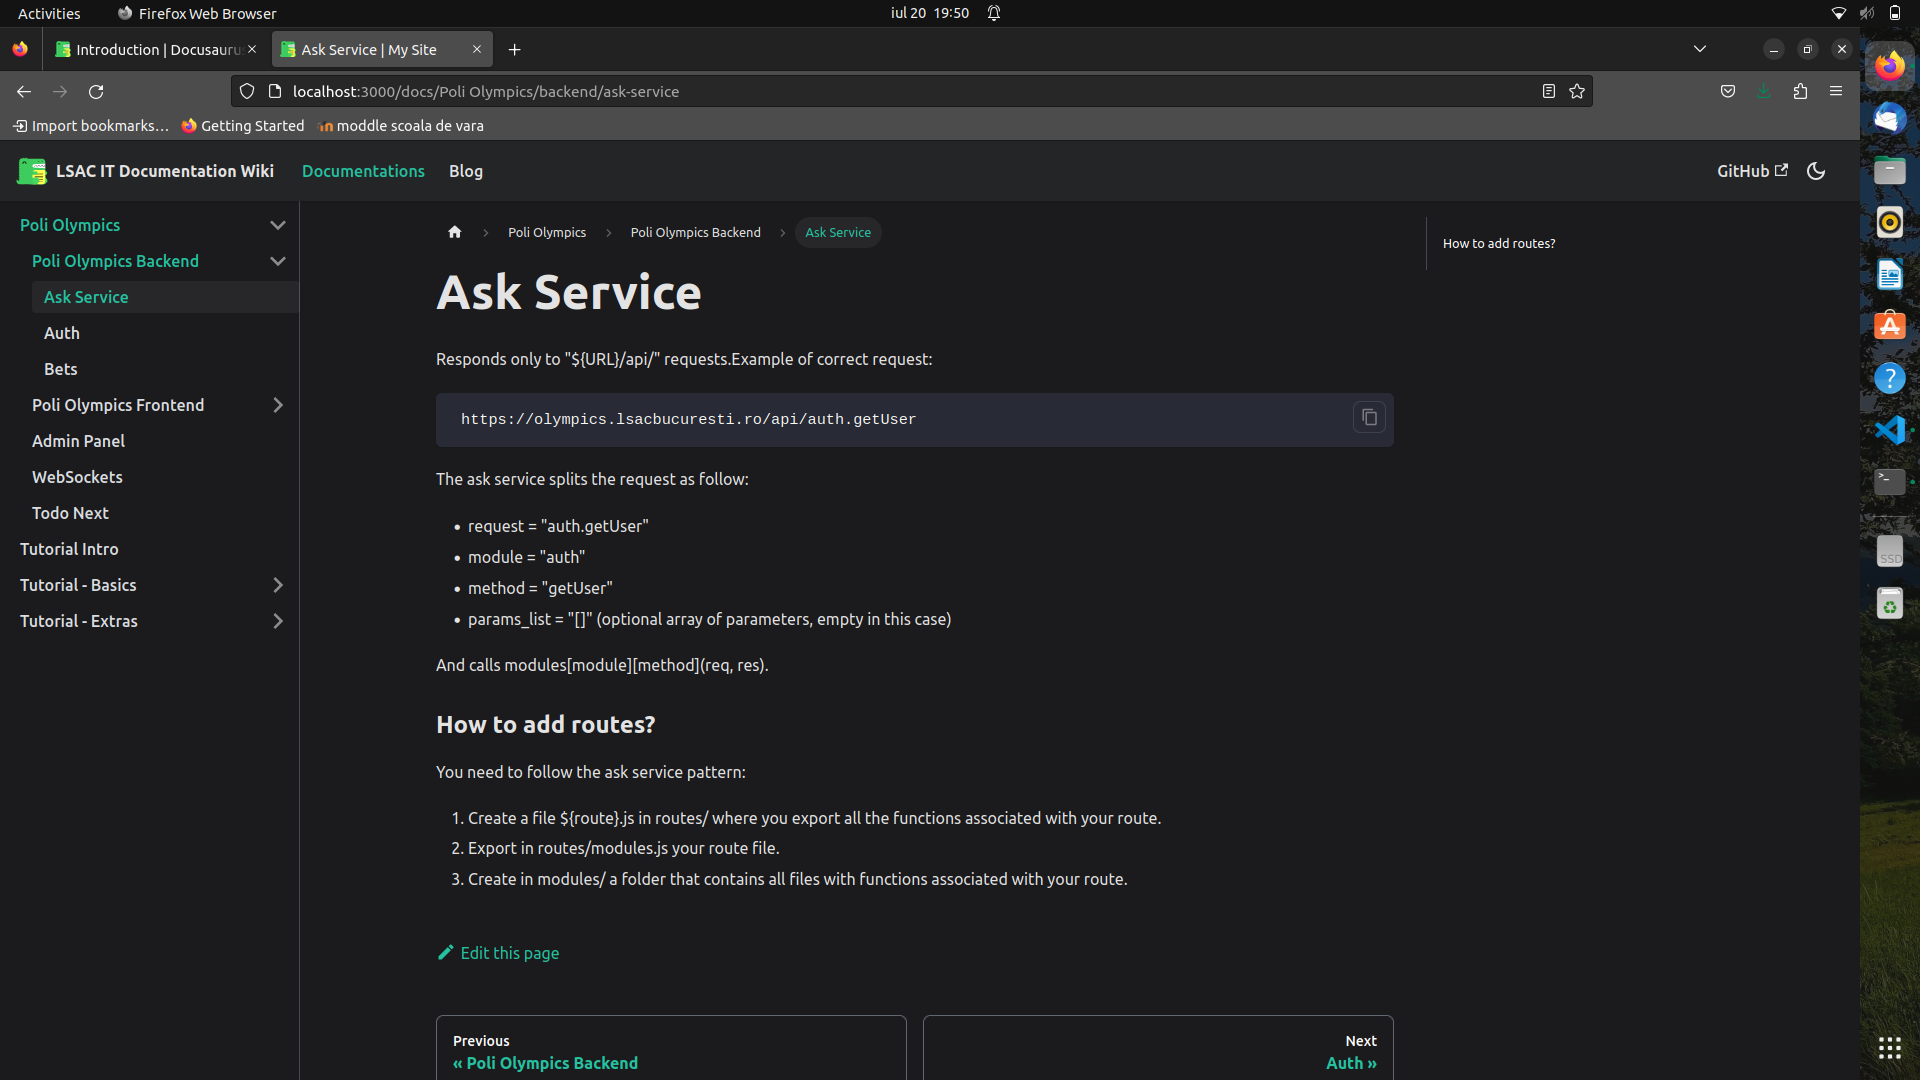 Activities
Firefox Web Browser
iul 20 19:50
Introduction | Docusauru
Ask Service | My Site
localhost:3000/docs/Poli Olympics/backend/ask-service
Import bookmarks…
Getting Started
moddle scoala de vara
LSAC IT Documentation Wiki
Documentations
Blog
GitHub
Poli Olympics
Poli Olympics Backend
Ask Service
Auth
Bets
Poli Olympics Frontend
Admin Panel
WebSockets
Todo Next
Tutorial Intro
Tutorial - Basics
Tutorial - Extras
Poli Olympics
Poli Olympics Backend
Ask Service
Ask Service
Responds only to "${URL}/api/" requests.Example of correct request:
https://olympics.lsacbucuresti.ro/api/auth.getUser
The ask service splits the request as follow:
• request = "auth.getUser"
• module = "auth"
• method = "getUser"
• params_list = "[]" (optional array of parameters, empty in this case)
And calls modules[module][method](req, res).
How to add routes?
You need to follow the ask service pattern:
1. Create a file ${route}.js in routes/ where you export all the functions associated with your route.
2. Export in routes/modules.js your route file.
3. Create in modules/ a folder that contains all files with functions associated with your route.
Edit this page
Previous
« Poli Olympics Backend
Next
Auth »
How to add routes?
SSD